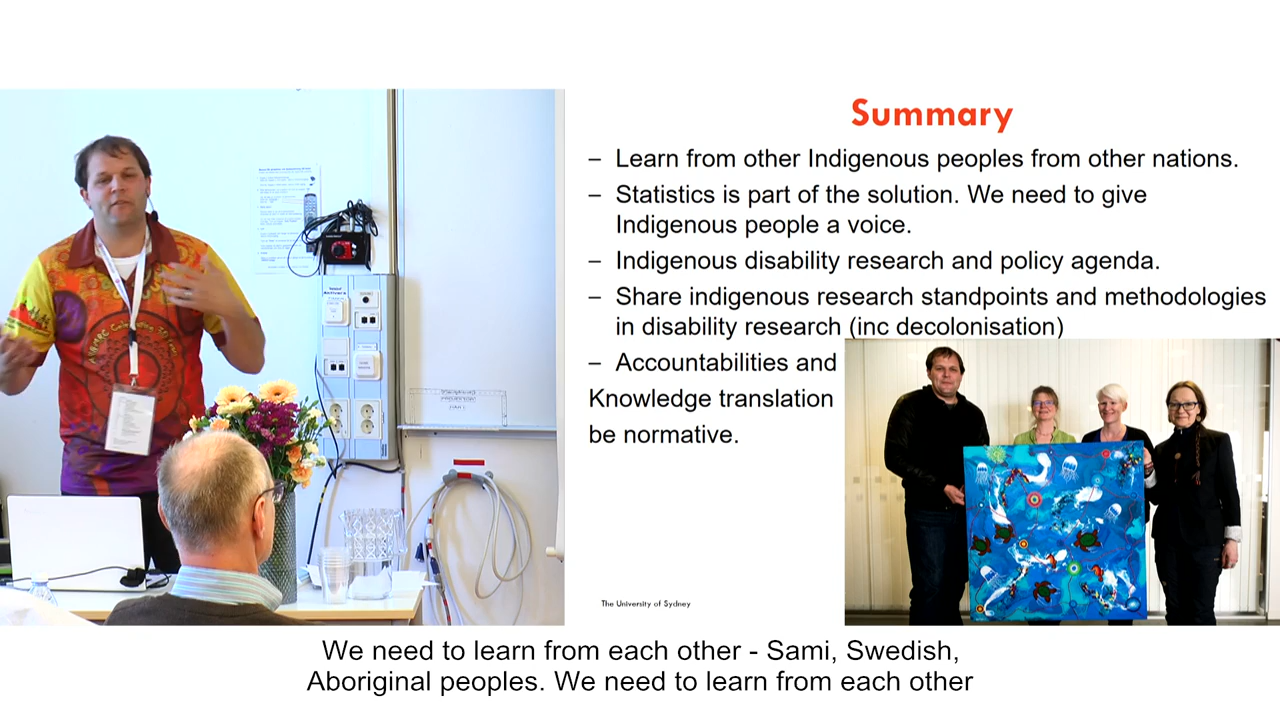 Summary
– Learn from other Indigenous peoples from other nations.
– Statistics is part of the solution. We need to give
Indigenous people a voice.
– Indigenous disability research and policy agenda.
– Share indigenous research standpoints and methodologies
in disability research (inc decolonisation)
– Accountabilities and
Knowledge translation
be normative.
The University of Sydney
We need to learn from each other - Sami, Swedish,
Aboriginal peoples. We need to learn from each other